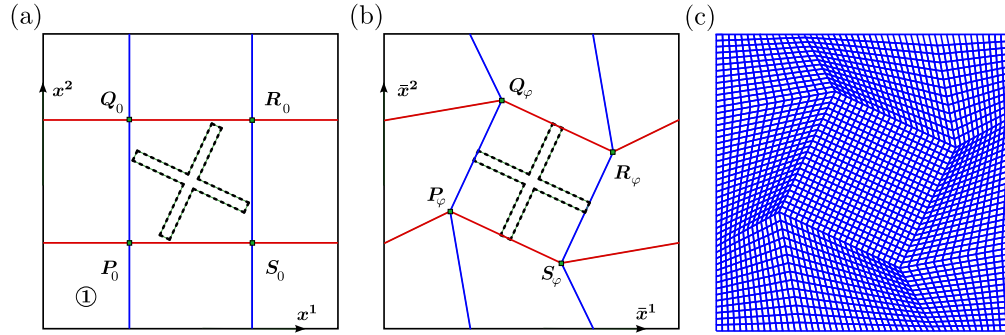 (a)
(b)
(c)
x²
Q₀
R₀
P₀
S₀
①
x¹
x̄²
Qᵩ
Rᵩ
Pᵩ
Sᵩ
x̄¹